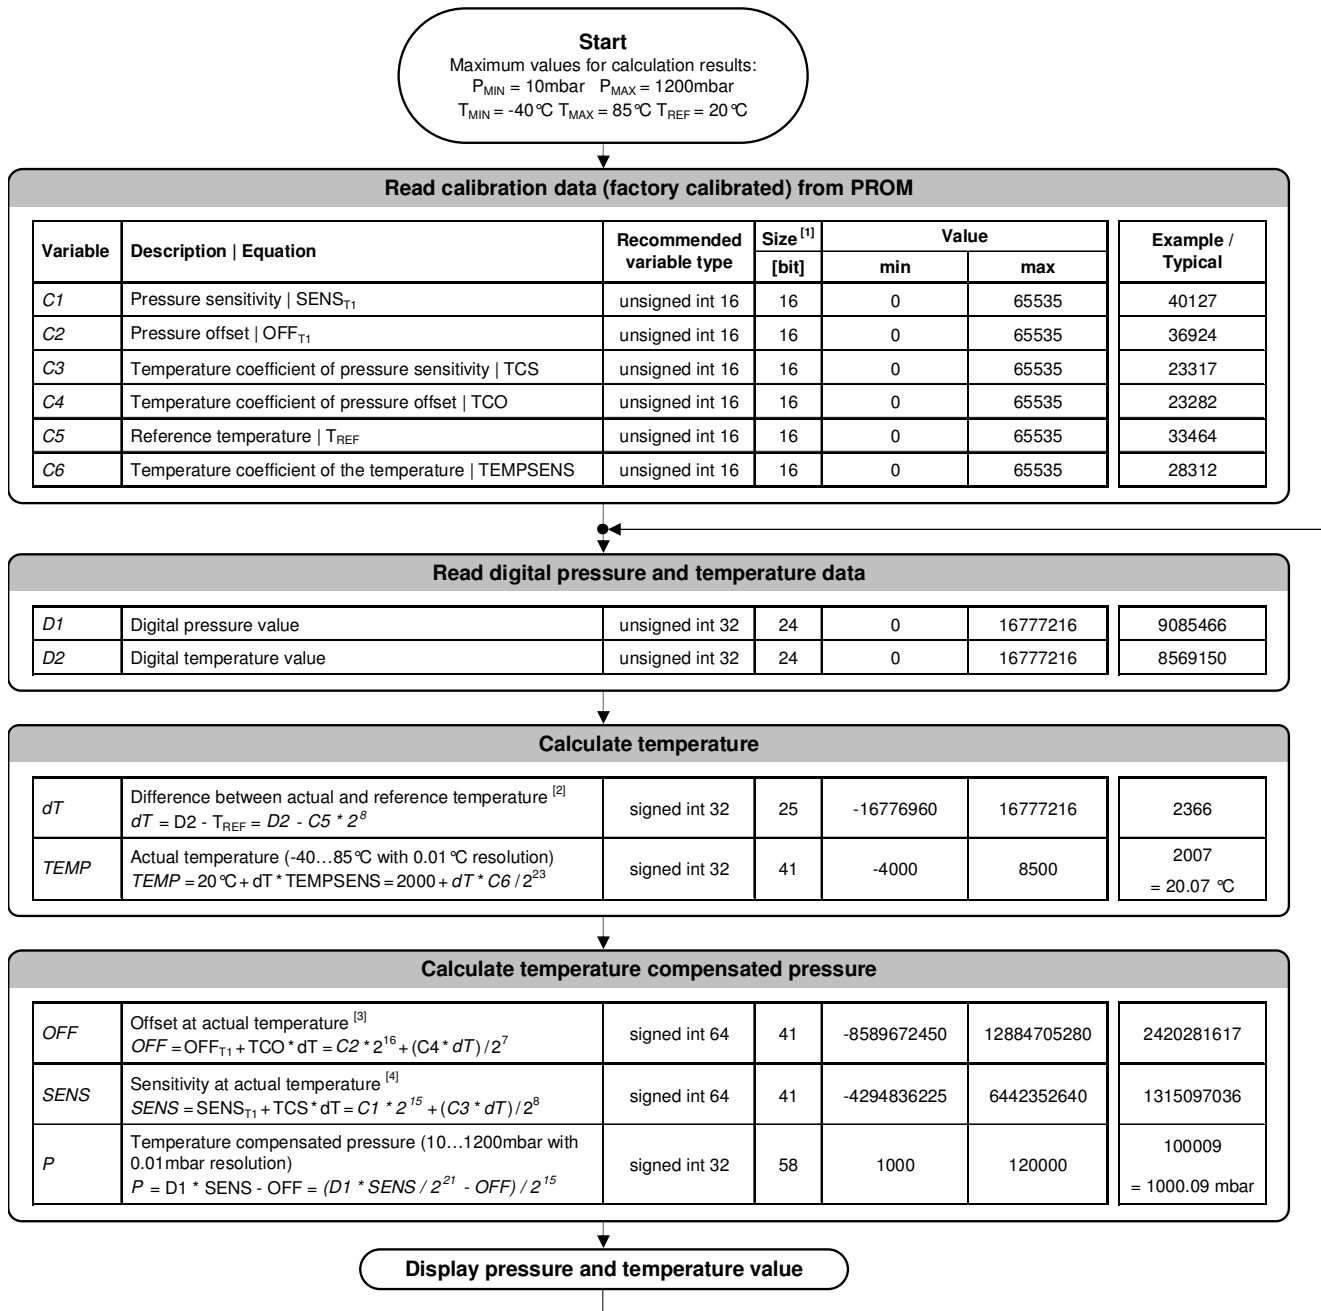 Start
Maximum values for calculation results:
P_MIN = 10mbar P_MAX = 1200mbar
T_MIN = -40°C T_MAX = 85°C T_REF = 20°C
Read calibration data (factory calibrated) from PROM
Variable Description | Equation Recommended variable type Size [1] [bit] Value min max Example / Typical
C1 Pressure sensitivity | SENS_T1 unsigned int 16 16 0 65535 40127
C2 Pressure offset | OFF_T1 unsigned int 16 16 0 65535 36924
C3 Temperature coefficient of pressure sensitivity | TCS unsigned int 16 16 0 65535 23317
C4 Temperature coefficient of pressure offset | TCO unsigned int 16 16 0 65535 23282
C5 Reference temperature | T_REF unsigned int 16 16 0 65535 33464
C6 Temperature coefficient of the temperature | TEMPSENS unsigned int 16 16 0 65535 28312
Read digital pressure and temperature data
D1 Digital pressure value unsigned int 32 24 0 16777216 9085466
D2 Digital temperature value unsigned int 32 24 0 16777216 8569150
Calculate temperature
dT Difference between actual and reference temperature [2]
dT = D2 - T_REF = D2 - C5 * 2^8 signed int 32 25 -16776960 16777216 2366
TEMP Actual temperature (-40…85°C with 0.01°C resolution)
TEMP = 20°C + dT * TEMPSENS = 2000 + dT * C6 / 2^23 signed int 32 41 -4000 8500 2007
= 20.07 °C
Calculate temperature compensated pressure
OFF Offset at actual temperature [3]
OFF = OFF_T1 + TCO * dT = C2 * 2^16 + (C4 * dT) / 2^7 signed int 64 41 -8589672450 12884705280 2420281617
SENS Sensitivity at actual temperature [4]
SENS = SENS_T1 + TCS * dT = C1 * 2^15 + (C3 * dT) / 2^8 signed int 64 41 -4294836225 6442352640 1315097036
P Temperature compensated pressure (10…1200mbar with
0.01mbar resolution)
P = D1 * SENS - OFF = (D1 * SENS / 2^21 - OFF) / 2^15 signed int 32 58 1000 120000 100009
= 1000.09 mbar
Display pressure and temperature value